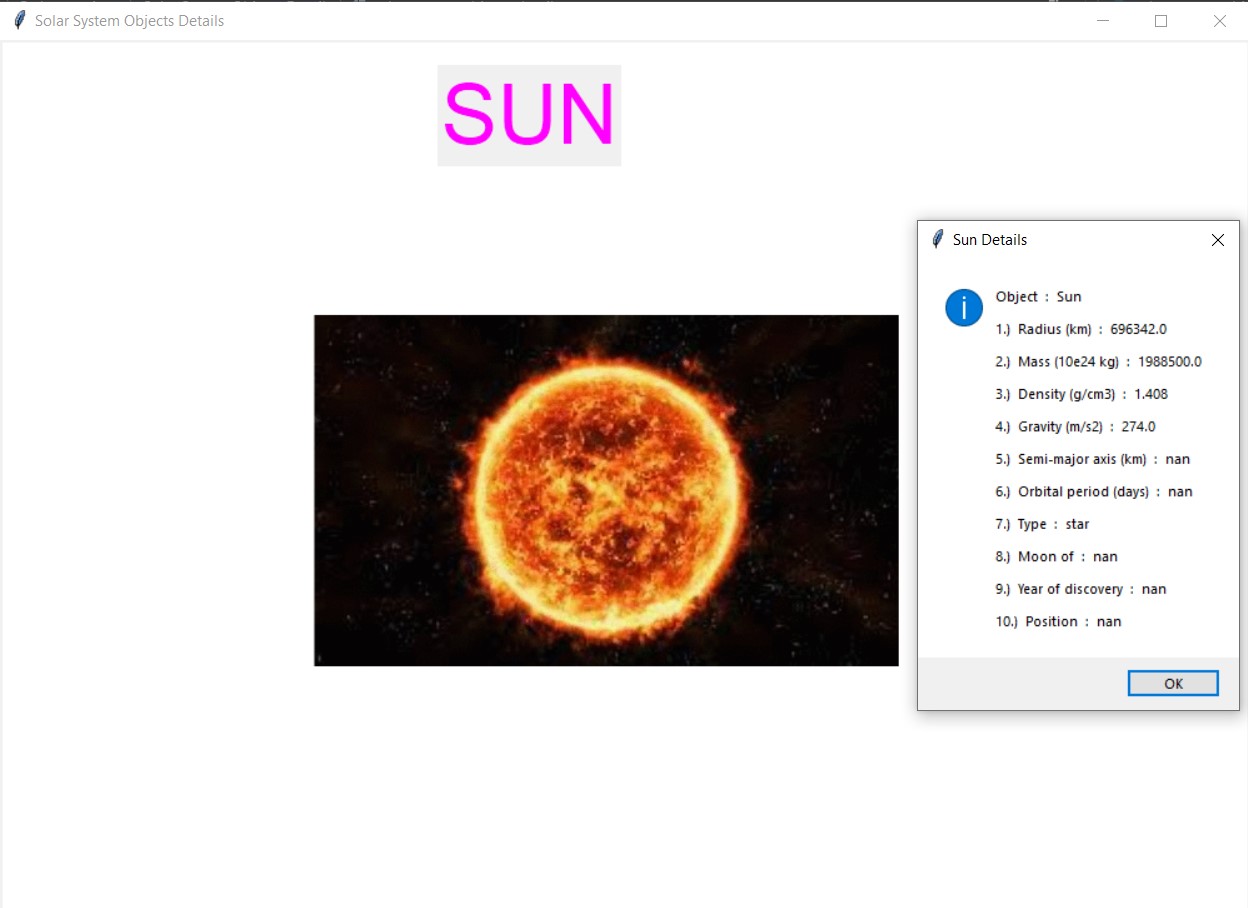 Solar System Objects Details
SUN
Sun Details
Object : Sun
1.) Radius (km) : 696342.0
2.) Mass (10e24 kg) : 1988500.0
3.) Density (g/cm3) : 1.408
4.) Gravity (m/s2) : 274.0
5.) Semi-major axis (km) : nan
6.) Orbital period (days) : nan
7.) Type : star
8.) Moon of : nan
9.) Year of discovery : nan
10.) Position : nan
OK